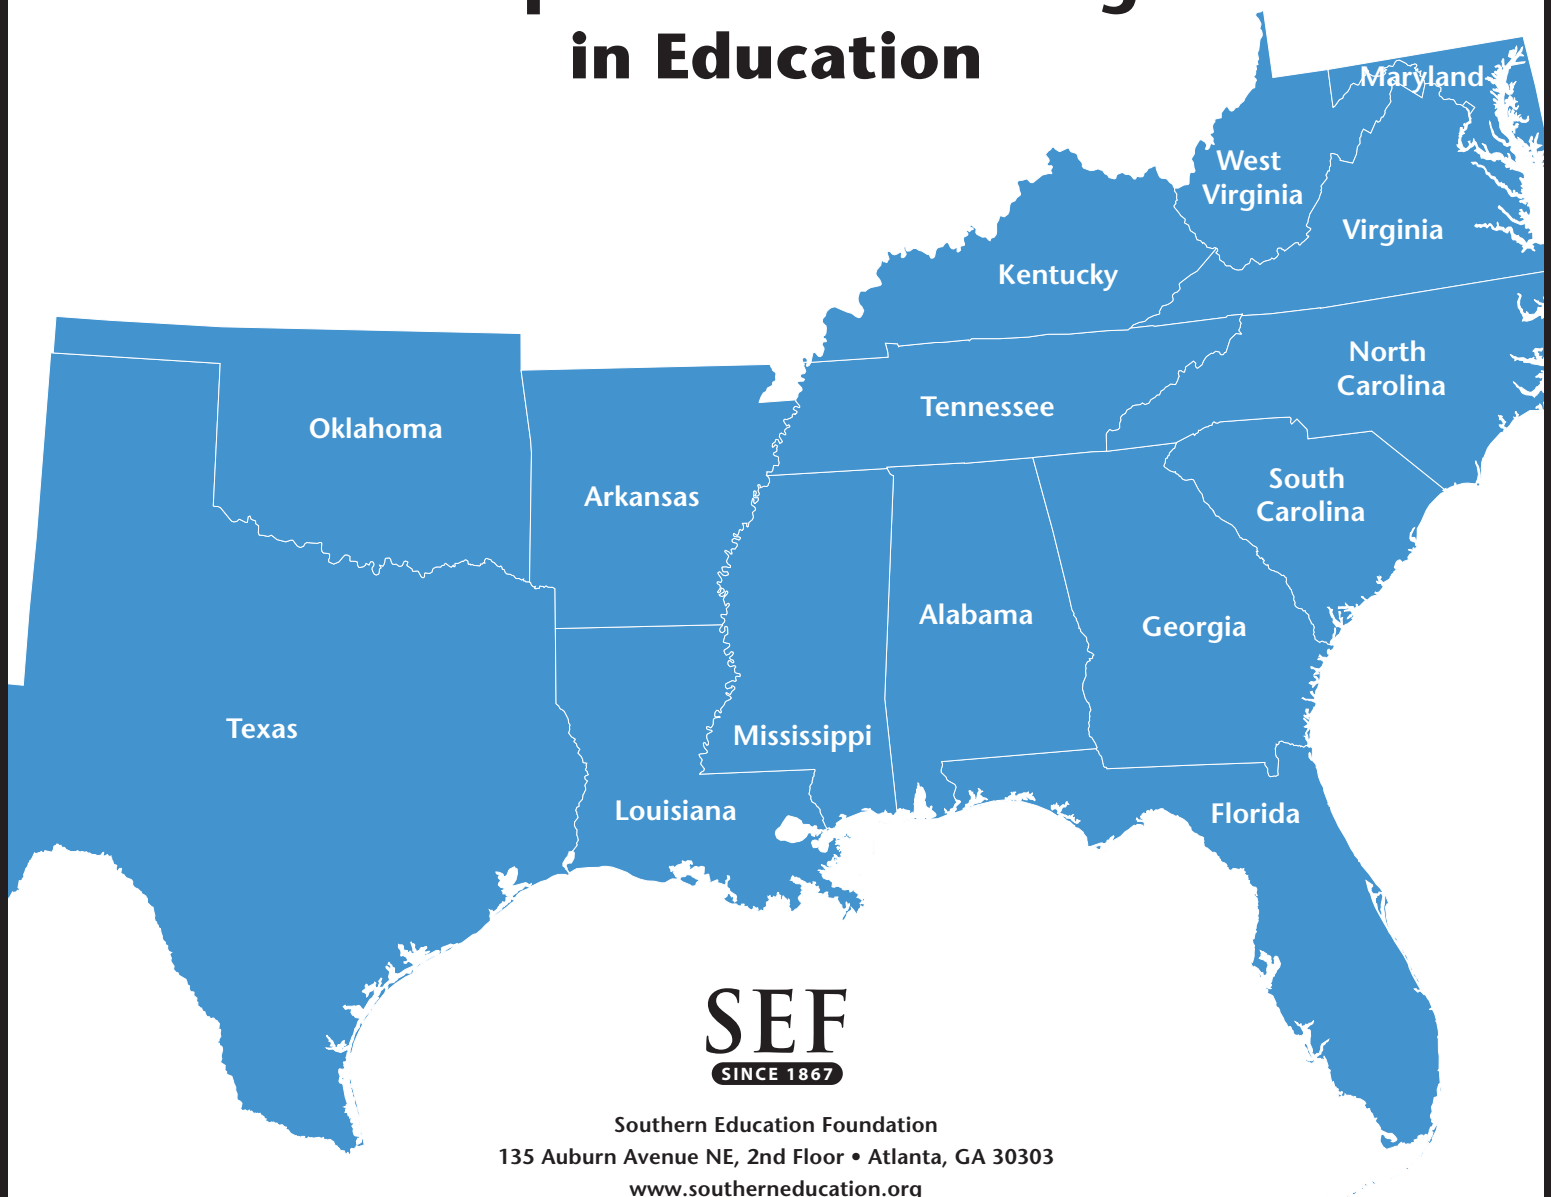 in Education
Maryland
West
Virginia
Virginia
Kentucky
North
Carolina
Tennessee
Oklahoma
South
Carolina
Arkansas
Alabama
Georgia
Texas
Mississippi
Louisiana
Florida
SEF
SINCE 1867
Southern Education Foundation
135 Auburn Avenue NE, 2nd Floor • Atlanta, GA 30303
www.southerneducation.org